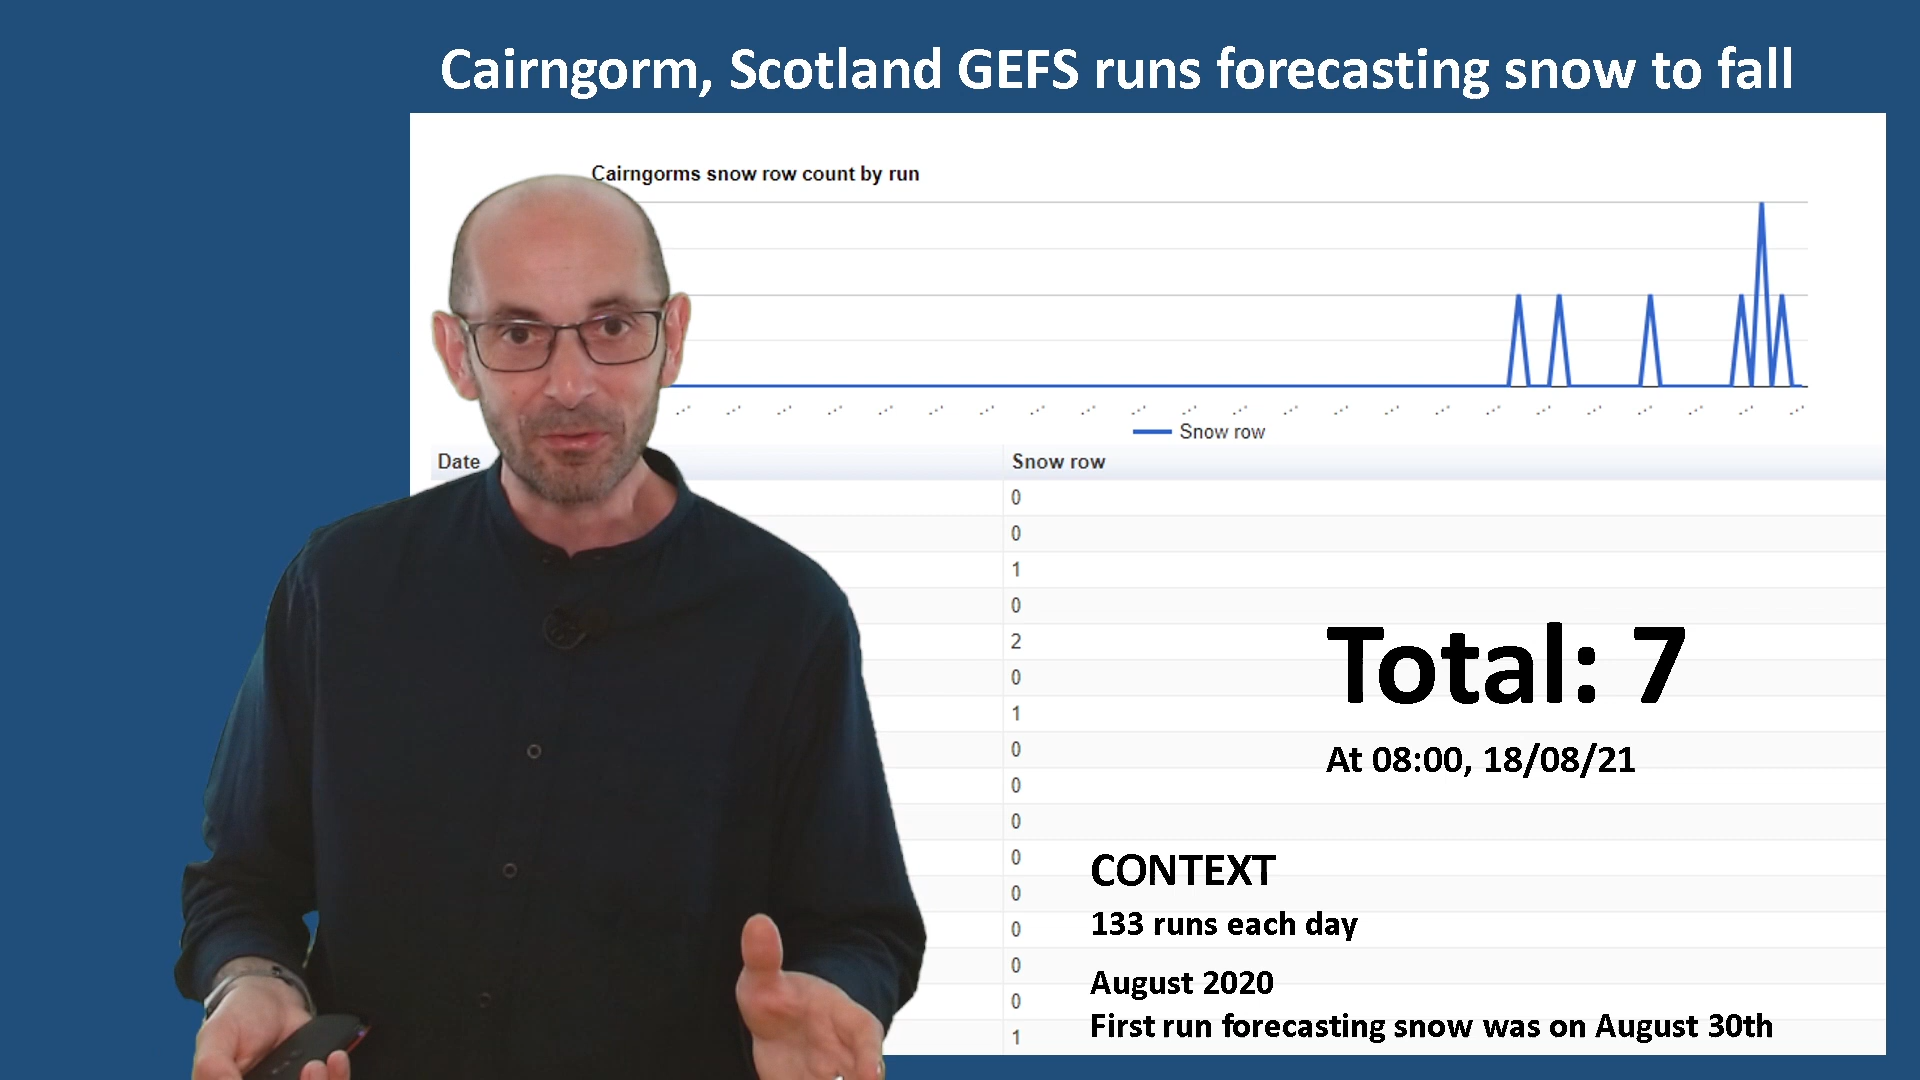 Cairngorm, Scotland GEFS runs forecasting snow to fall
Cairngorms snow row count by run
Snow row
Date
Snow row
0
0
1
0
2
0
1
0
0
0
0
0
0
0
0
1
Total: 7
At 08:00, 18/08/21
CONTEXT
133 runs each day
August 2020
First run forecasting snow was on August 30th